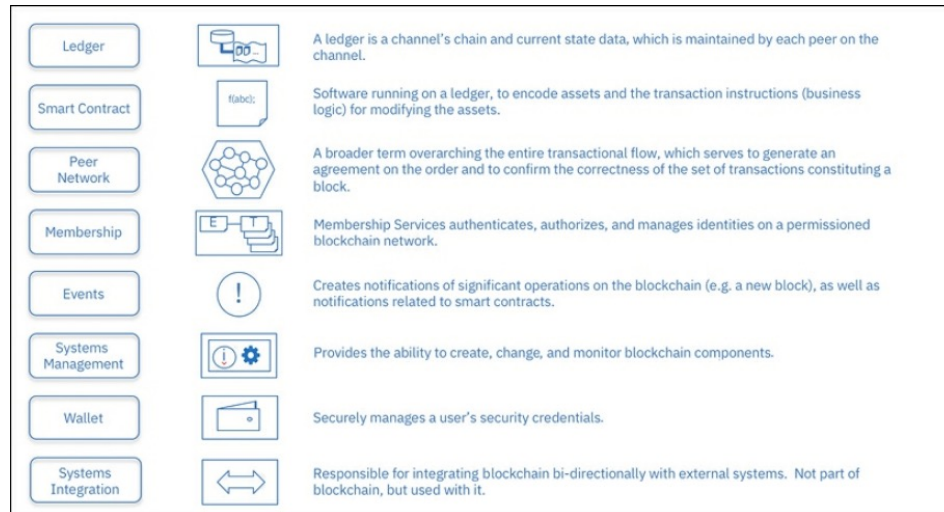 Ledger
A ledger is a channel's chain and current state data, which is maintained by each peer on the
channel.
Smart Contract
f(abc);
Software running on a ledger, to encode assets and the transaction instructions (business
logic) for modifying the assets.
Peer
Network
A broader term overarching the entire transactional flow, which serves to generate an
agreement on the order and to confirm the correctness of the set of transactions constituting a
block.
Membership
E T
Membership Services authenticates, authorizes, and manages identities on a permissioned
blockchain network.
Events
!
Creates notifications of significant operations on the blockchain (e.g. a new block), as well as
notifications related to smart contracts.
Systems
Management
!
Provides the ability to create, change, and monitor blockchain components.
Wallet
Securely manages a user's security credentials.
Systems
Integration
Responsible for integrating blockchain bi-directionally with external systems. Not part of
blockchain, but used with it.